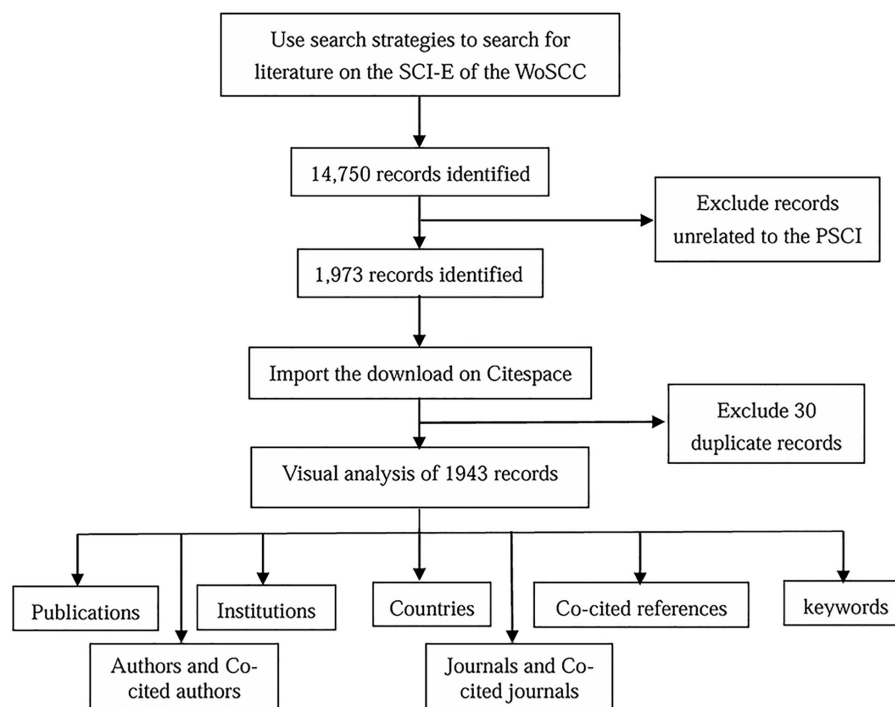 Use search strategies to search for
literature on the SCI-E of the WoSCC
14,750 records identified
Exclude records
unrelated to the PSCI
1,973 records identified
Import the download on Citespace
Exclude 30
duplicate records
Visual analysis of 1943 records
Publications
Institutions
Countries
Co-cited references
keywords
Authors and Co-
cited authors
Journals and Co-
cited journals